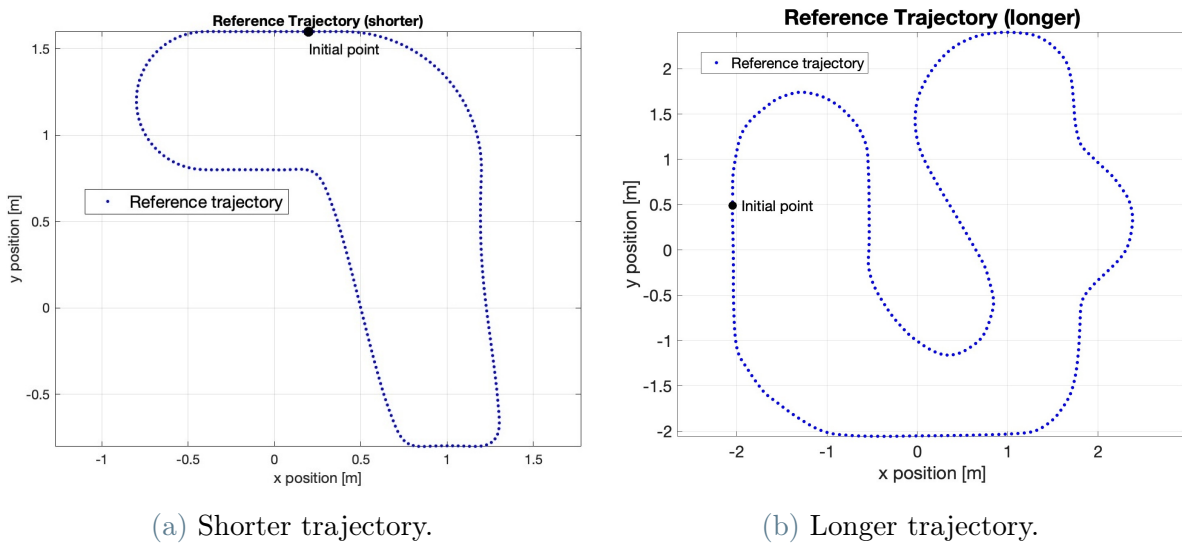 Reference Trajectory (shorter)
1.5
1
0.5
0
-0.5
y position [m]
Initial point
Reference trajectory
-1
-0.5
0
0.5
1
1.5
x position [m]
(a) Shorter trajectory.
Reference Trajectory (longer)
2
1.5
1
0.5
0
-0.5
-1
-1.5
-2
y position [m]
Reference trajectory
Initial point
-2
-1
0
1
2
x position [m]
(b) Longer trajectory.